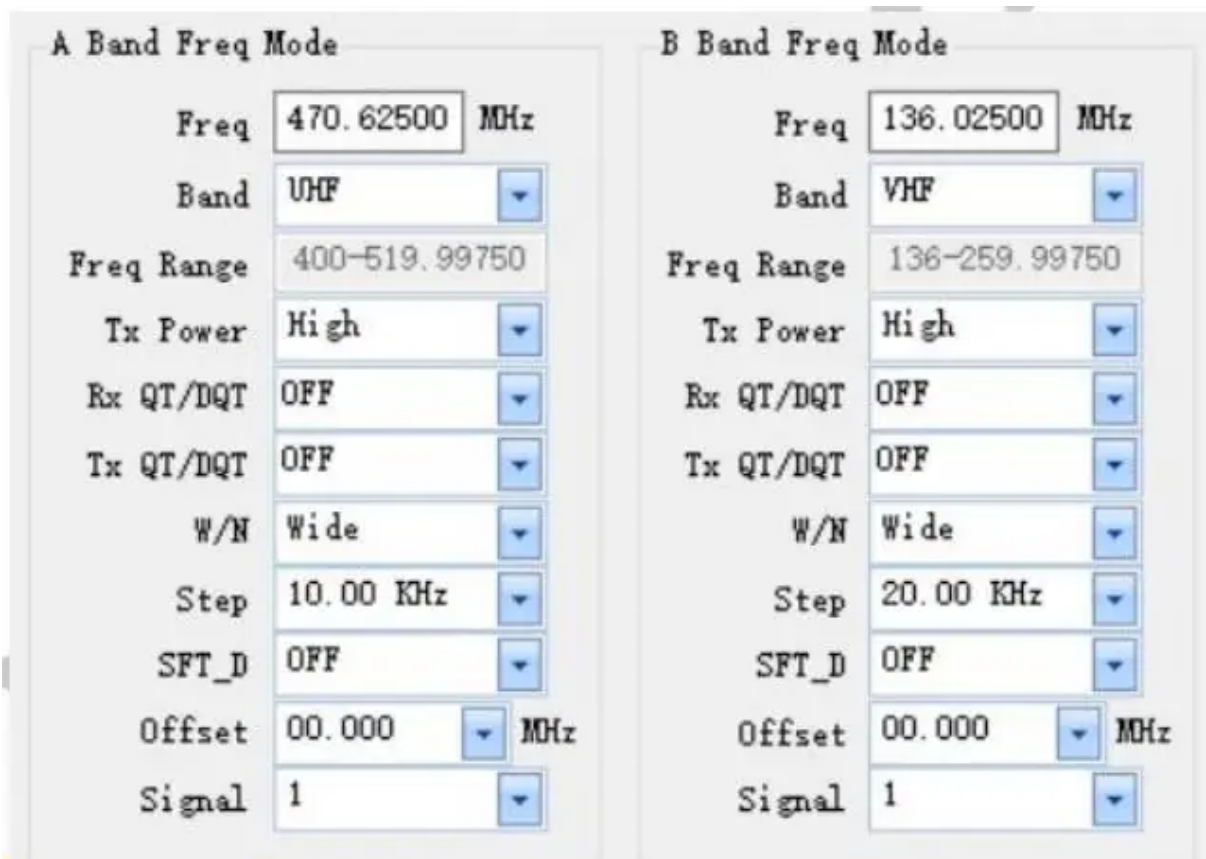 A Band Freq Mode
Freq 470.62500 MHz
Band UHF
Freq Range 400-519.99750
Tx Power High
Rx QT/DQT OFF
Tx QT/DQT OFF
W/N Wide
Step 10.00 KHz
SFT_D OFF
Offset 00.000 MHz
Signal 1
B Band Freq Mode
Freq 136.02500 MHz
Band VHF
Freq Range 136-259.99750
Tx Power High
Rx QT/DQT OFF
Tx QT/DQT OFF
W/N Wide
Step 20.00 KHz
SFT_D OFF
Offset 00.000 MHz
Signal 1